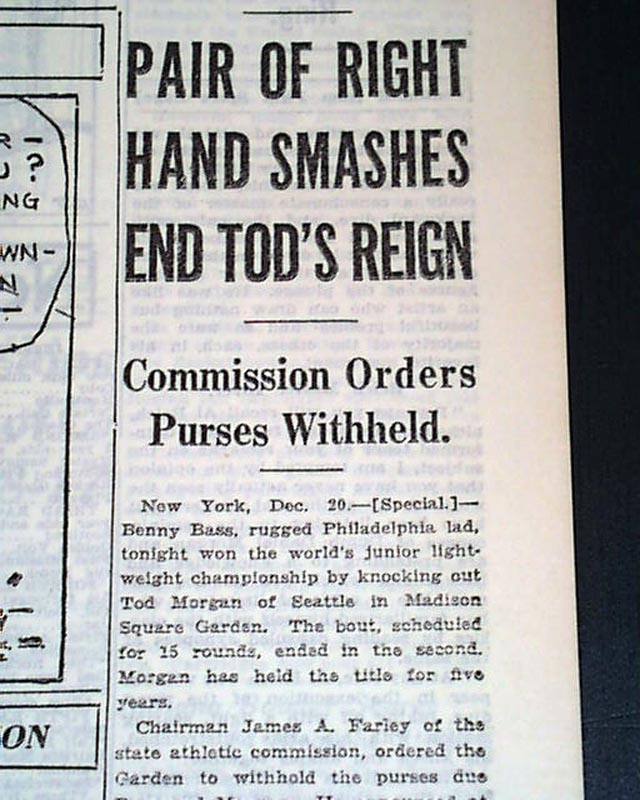 R —
U ?
NG
WN-
N
ON
PAIR OF RIGHT
HAND SMASHES
END TOD'S REIGN
Commission Orders
Purses Withheld.
New York, Dec. 20.—[Special.]—
Benny Bass, rugged Philadelphia lad,
tonight won the world's junior light-
weight championship by knocking out
Tod Morgan of Seattle in Madison
Square Garden. The bout, scheduled
for 15 rounds, ended in the second.
Morgan has held the title for five
years.
Chairman James A. Farley of the
state athletic commission, ordered the
Garden to withhold the purses due